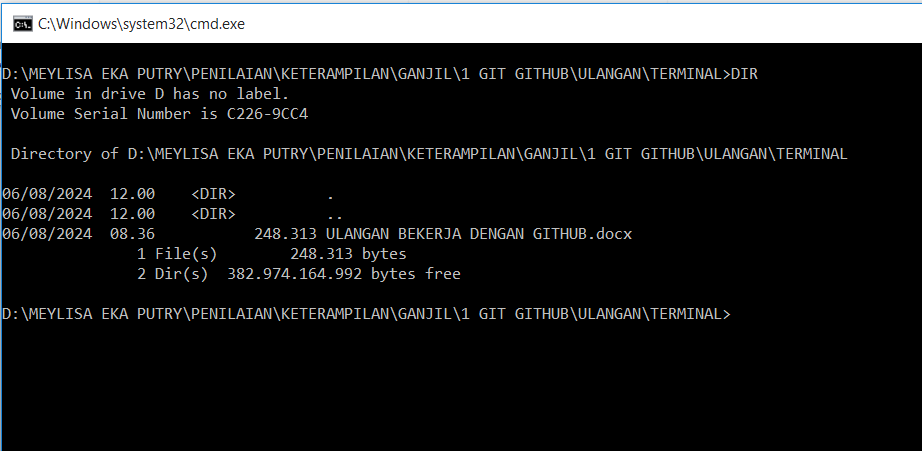 C:\Windows\system32\cmd.exe
D:\MEYLISA EKA PUTRY\PENILAIAN\KETERAMPILAN\GANJIL\1 GIT GITHUB\ULANGAN\TERMINAL>DIR
 Volume in drive D has no label.
 Volume Serial Number is C226-9CC4
 Directory of D:\MEYLISA EKA PUTRY\PENILAIAN\KETERAMPILAN\GANJIL\1 GIT GITHUB\ULANGAN\TERMINAL
06/08/2024  12.00    <DIR>          .
06/08/2024  12.00    <DIR>          ..
06/08/2024  08.36           248.313 ULANGAN BEKERJA DENGAN GITHUB.docx
               1 File(s)        248.313 bytes
               2 Dir(s)  382.974.164.992 bytes free
D:\MEYLISA EKA PUTRY\PENILAIAN\KETERAMPILAN\GANJIL\1 GIT GITHUB\ULANGAN\TERMINAL>